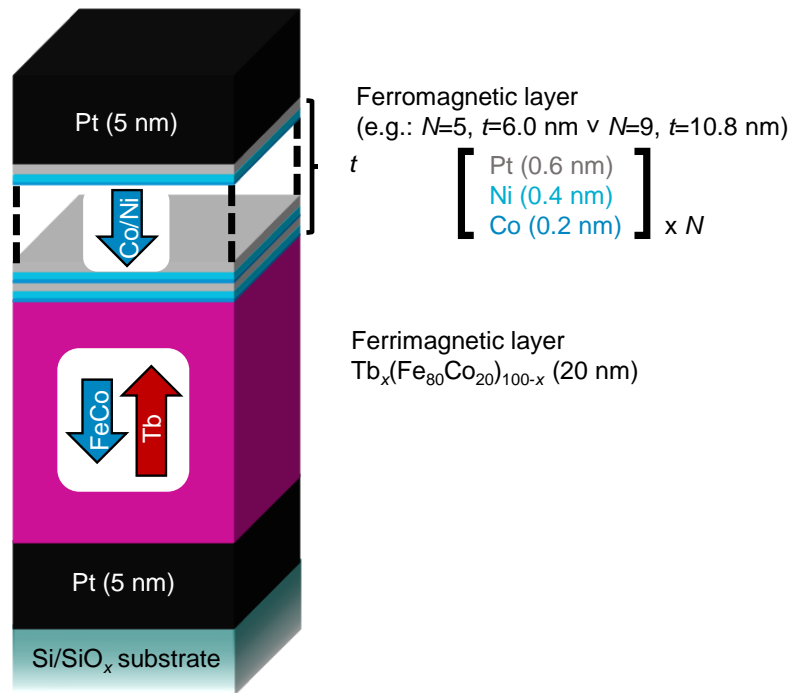 Pt (5 nm)
Ferromagnetic layer
(e.g.: N=5, t=6.0 nm ∨ N=9, t=10.8 nm)
t
Pt (0.6 nm)
Ni (0.4 nm)
Co (0.2 nm)
x N
Co/Ni
Ferrimagnetic layer
Tbₓ(Fe₈₀Co₂₀)₁₀₀₋ₓ (20 nm)
FeCo
Tb
Pt (5 nm)
Si/SiOₓ substrate